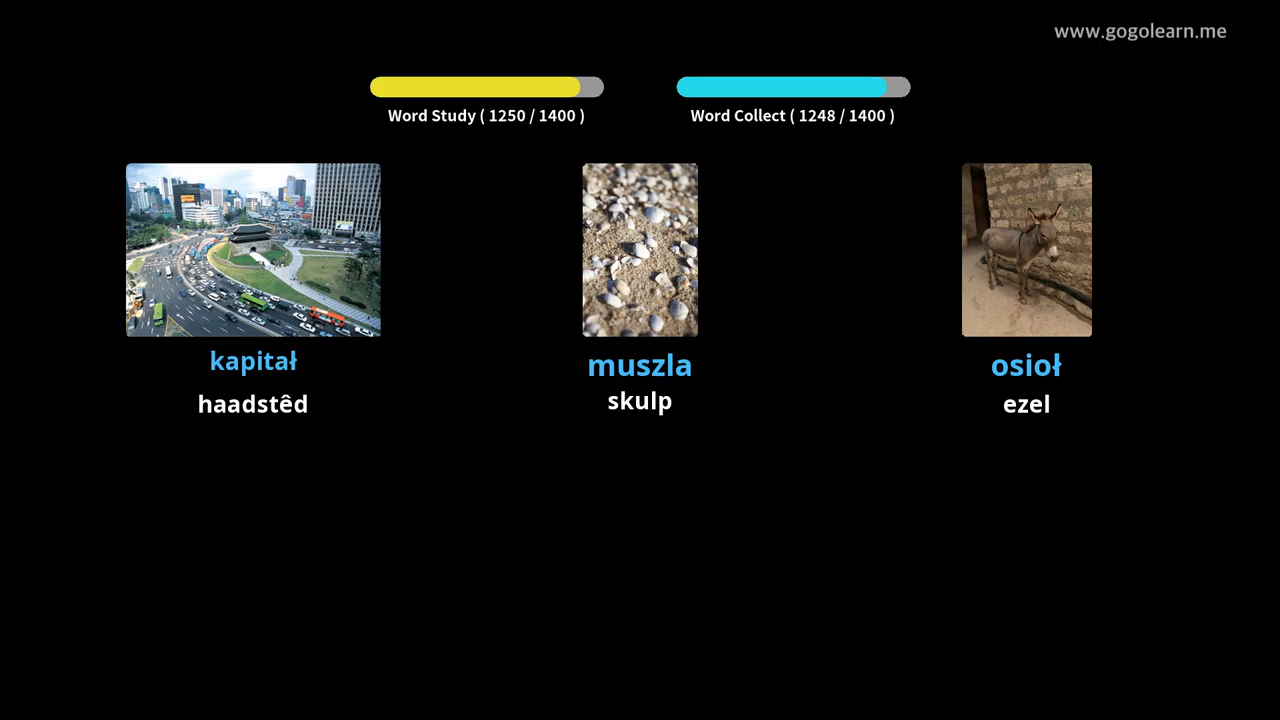 www.gogolearn.me
Word Study ( 1250 / 1400 )
Word Collect ( 1248 / 1400 )
kapitał
haadstêd
muszla
skulp
osioł
ezel